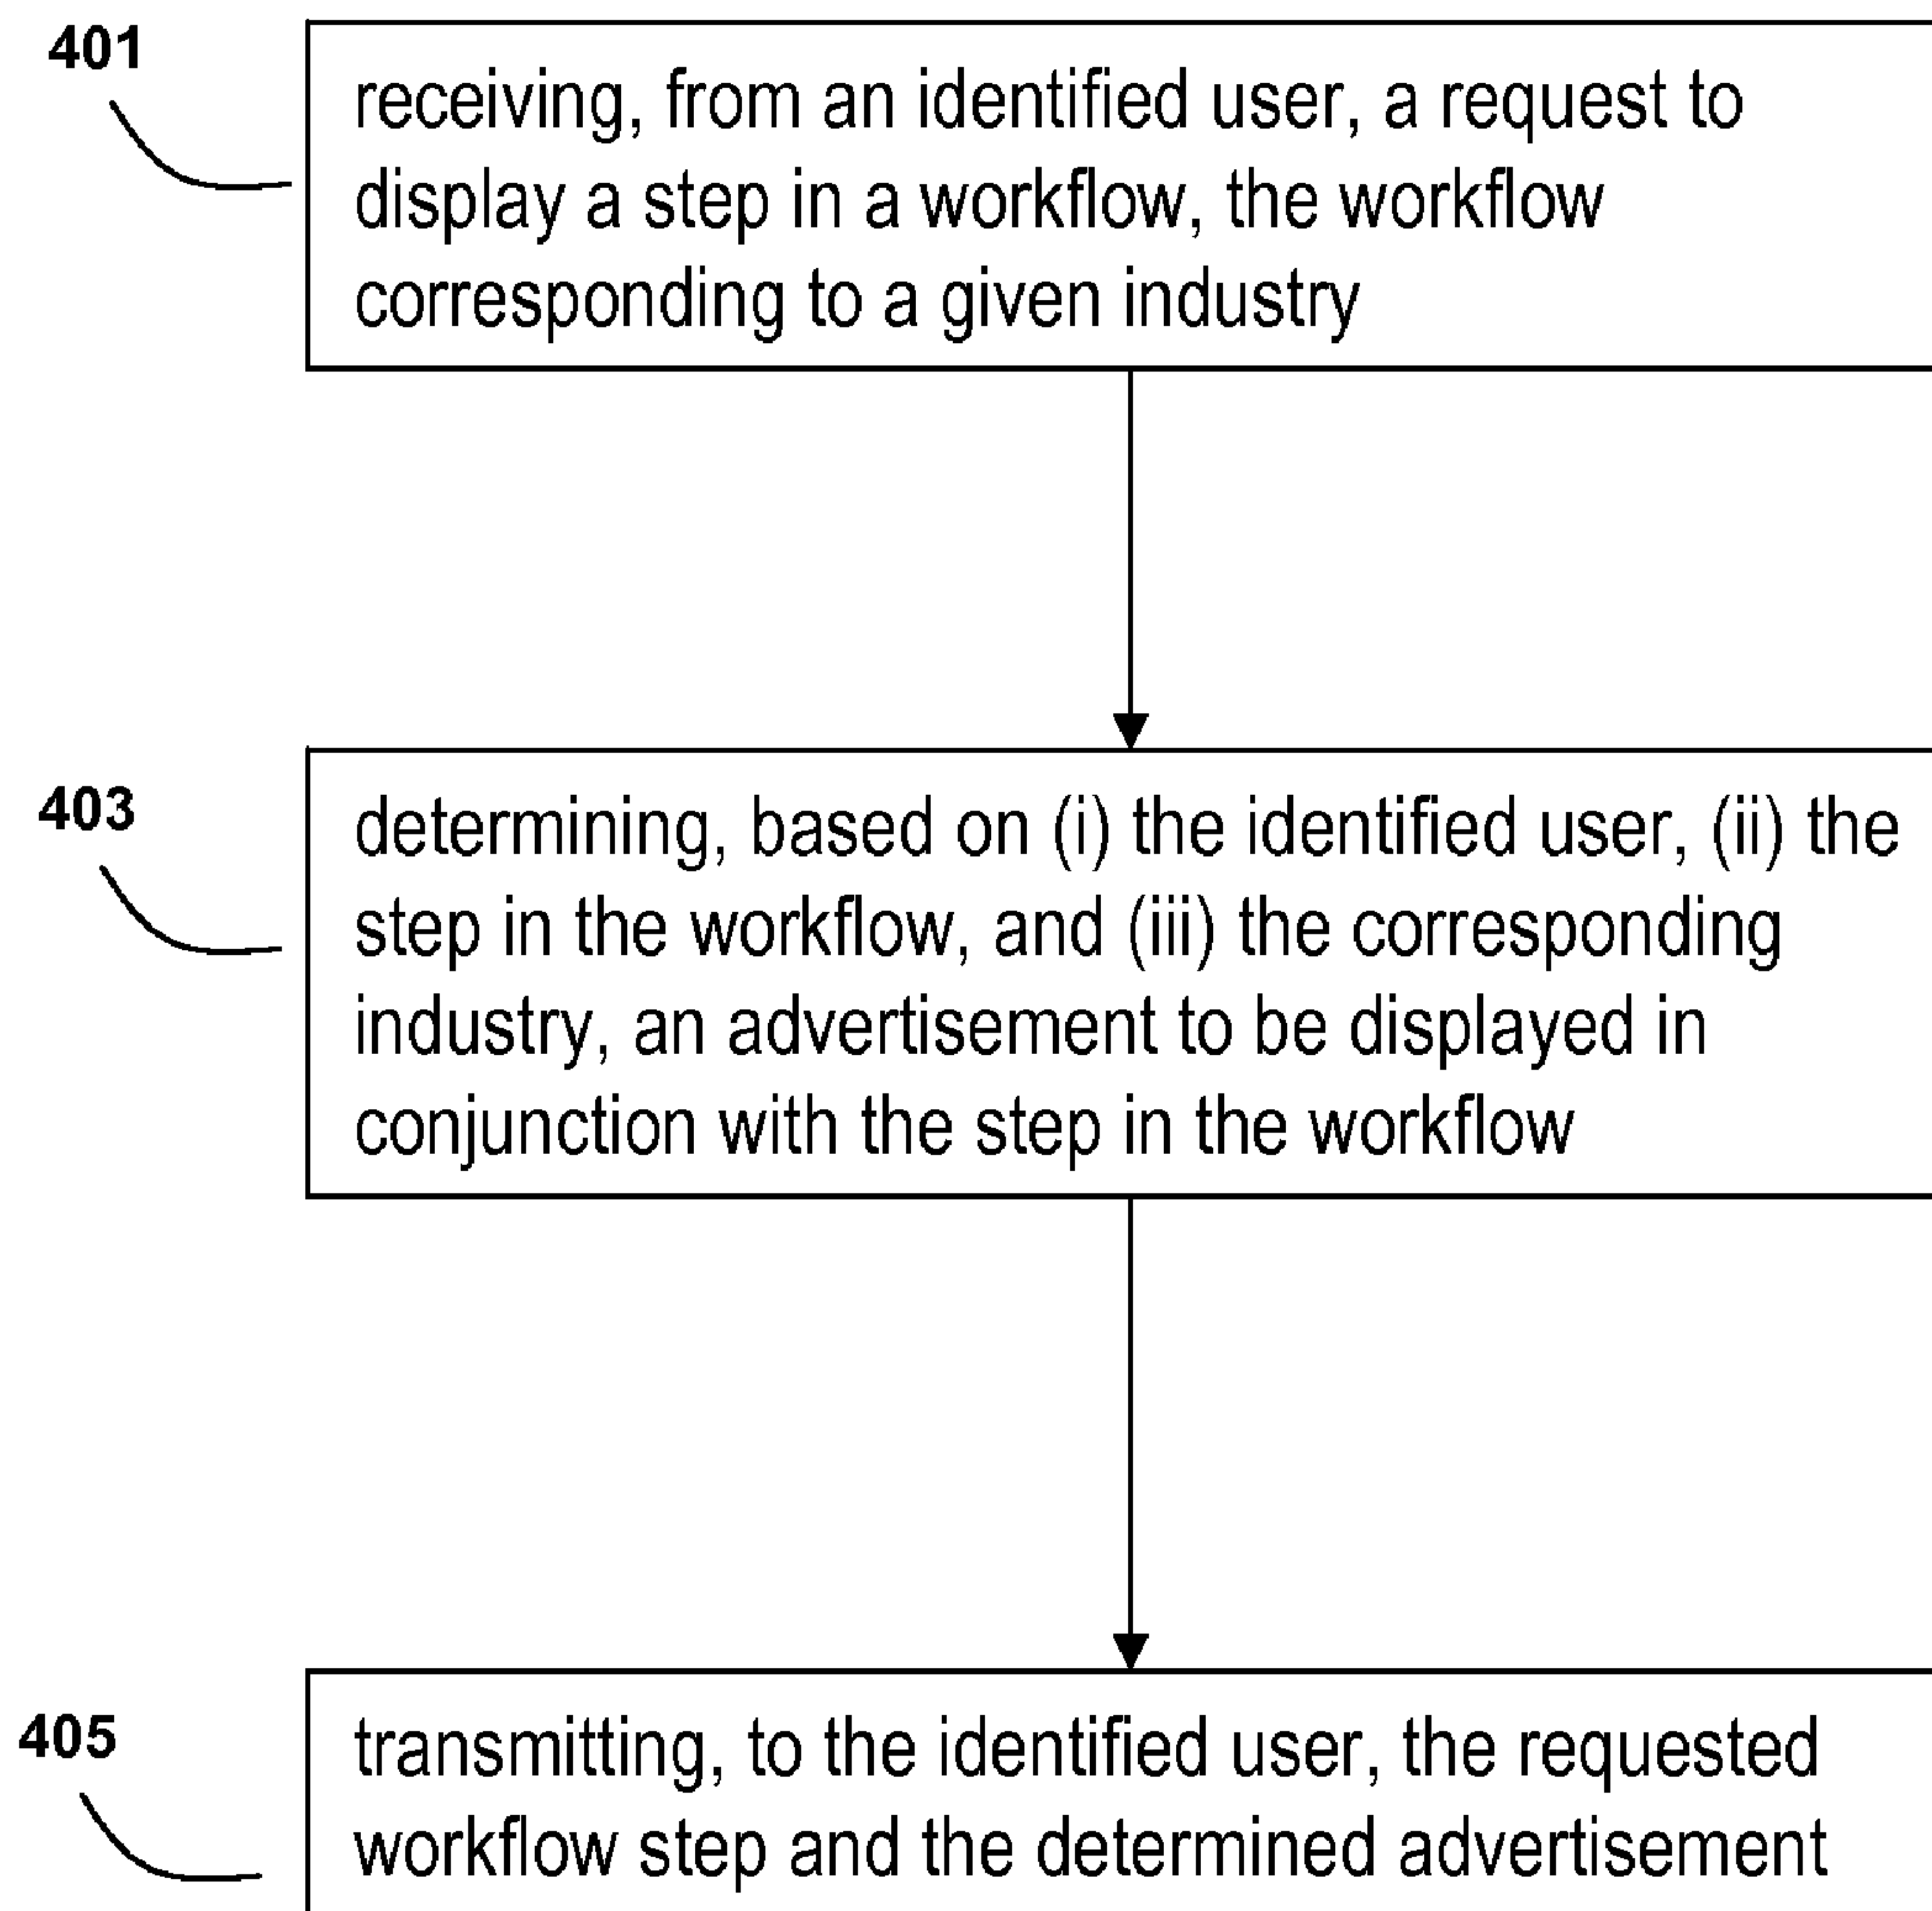 401
receiving, from an identified user, a request to
display a step in a workflow, the workflow
corresponding to a given industry
403
determining, based on (i) the identified user, (ii) the
step in the workflow, and (iii) the corresponding
industry, an advertisement to be displayed in
conjunction with the step in the workflow
405
transmitting, to the identified user, the requested
workflow step and the determined advertisement